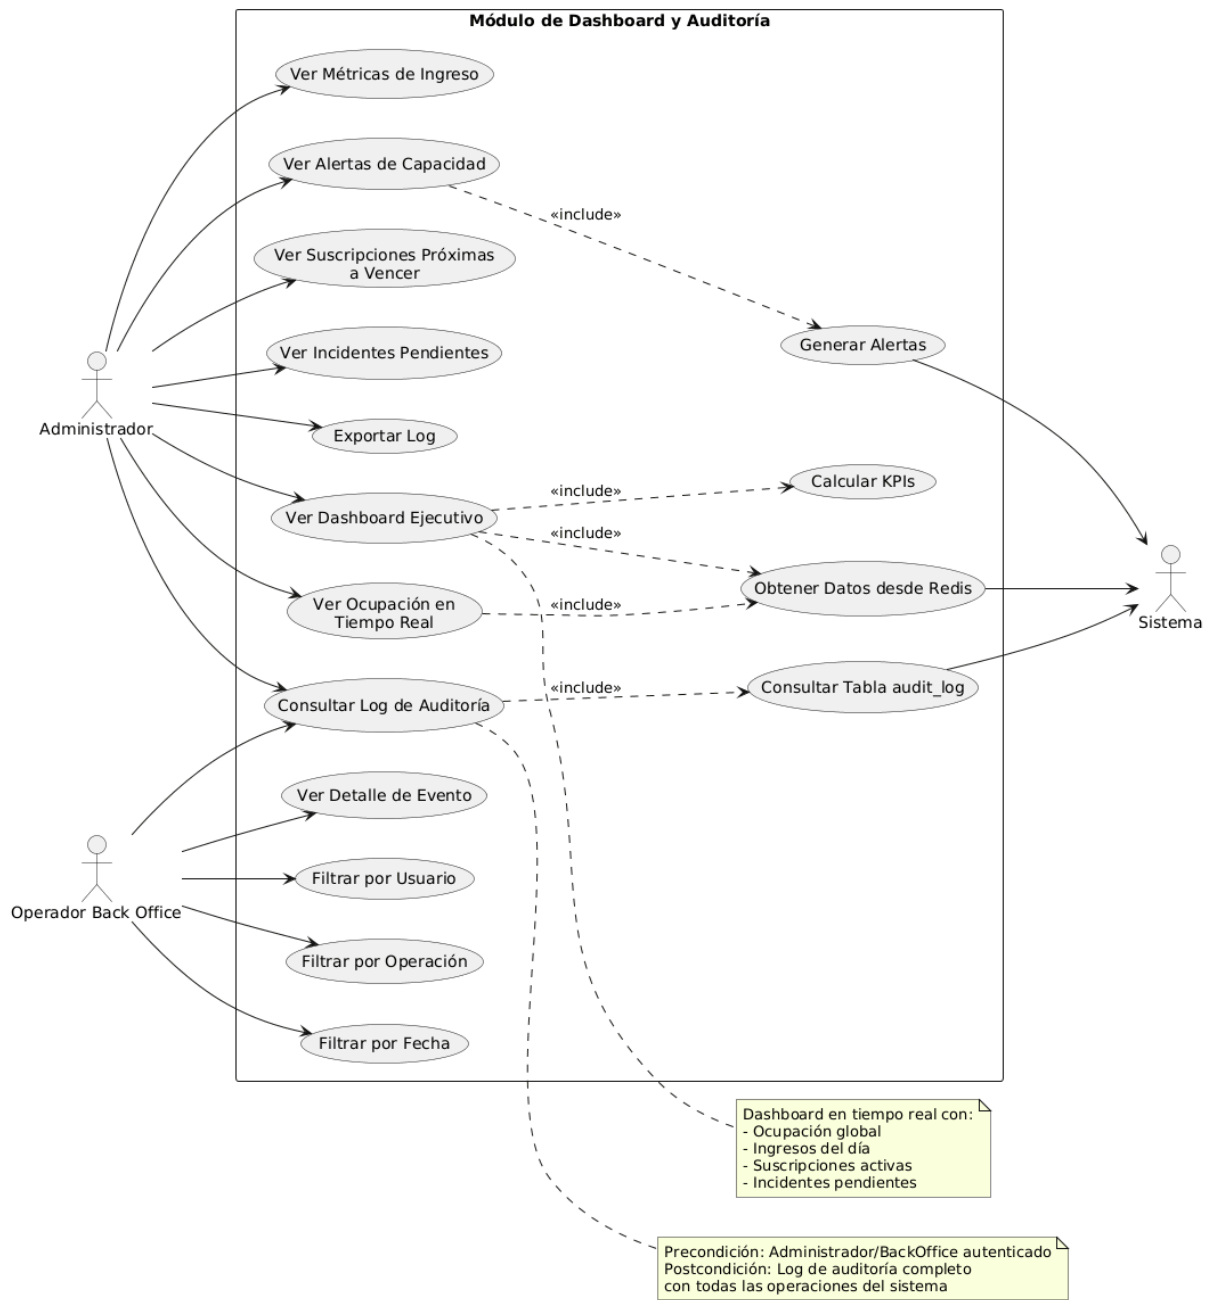 Módulo de Dashboard y Auditoría
Ver Métricas de Ingreso
Ver Alertas de Capacidad
«include»
Ver Suscripciones Próximas
a Vencer
Generar Alertas
Ver Incidentes Pendientes
Administrador
Exportar Log
Calcular KPIs
«include»
Ver Dashboard Ejecutivo
«include»
Obtener Datos desde Redis
Ver Ocupación en
Tiempo Real
«include»
Sistema
Consultar Tabla audit_log
«include»
Consultar Log de Auditoría
Ver Detalle de Evento
Filtrar por Usuario
Operador Back Office
Filtrar por Operación
Filtrar por Fecha
Dashboard en tiempo real con:
- Ocupación global
- Ingresos del día
- Suscripciones activas
- Incidentes pendientes
Precondición: Administrador/BackOffice autenticado
Postcondición: Log de auditoría completo
con todas las operaciones del sistema